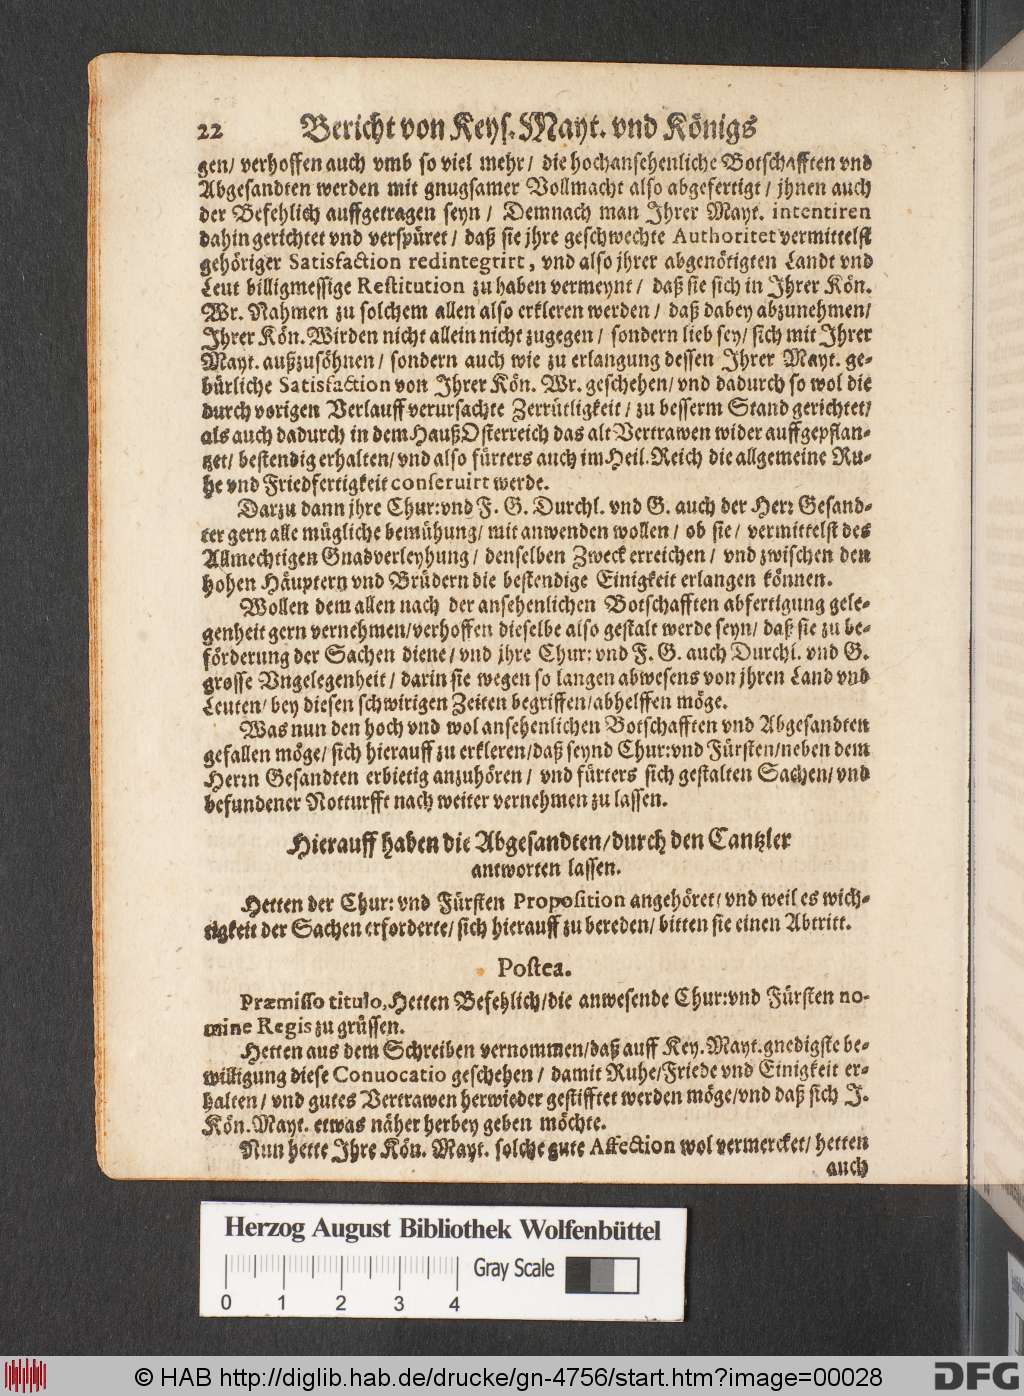 22 Bericht von Keys. Mayt. vnd Königs
gen/ verhoffen auch vmb so viel mehr/ die hochansehenliche Botschafften vnd
Abgesandten werden mit gnugsamer Vollmacht also abgefertigt/ jhnen auch
der Befehlich auffgetragen seyn/ Demnach man Ihrer Mayt. intentiren
dahin gerichtet vnd verspüret/ daß sie jhre geschwechte Authoritet vermittelst
gehöriger Satisfaction redintegrirt, vnd also jhrer abgenötigten Landt vnd
Leut billigmessige Restitution zu haben vermeynt/ daß sie sich in Ihrer Kön.
Wr. Nahmen zu solchem allen also erkleren werden/ daß dabey abzunehmen/
Ihrer Kön. Wirden nicht allein nicht zugegen/ sondern lieb sey/ sich mit Ihrer
Mayt. außzusöhnen/ sondern auch wie zu erlangung dessen Ihrer Mayt. ge-
bürliche Satisfaction von Ihrer Kön. Wr. geschehen/ vnd dadurch so wol die
durch vorigen Verlauff verursachte Zerrütligkeit/ zu besserm Stand gerichtet/
als auch dadurch in dem Hauß Osterreich das alt Vertrawen wider auffgepflan-
tzet/ bestendig erhalten/ vnd also fürters auch im Heil. Reich die allgemeine Ru-
he vnd Friedfertigkeit conseruirt werde.
Darzu dann jhre Chur: vnd F. G. Durchl. vnd G. auch der Herr Gesand-
ter gern alle mügliche bemühung/ mit anwenden wollen/ ob sie/ vermittelst des
Allmechtigen Gnadverleyhung/ denselben Zweck erreichen/ vnd zwischen den
hohen Häuptern vnd Brüdern die bestendige Einigkeit erlangen können.
Wollen dem allen nach der ansehenlichen Botschafften abfertigung gele-
genheit gern vernehmen/ verhoffen dieselbe also gestalt werde seyn/ daß sie zu be-
förderung der Sachen diene/ vnd jhre Chur: vnd F. G. auch Durchl. vnd G.
grosse Vngelegenheit/ darin sie wegen so langen abwesens von jhren Land vnd
Leuten/ bey diesen schwirigen Zeiten begriffen/ abhelffen möge.
Was nun den hoch vnd wol ansehenlichen Botschafften vnd Abgesandten
gefallen möge/ sich hierauff zu erkleren/ daß seynd Chur: vnd Fürsten/ neben dem
Herrn Gesandten erbietig anzuhören/ vnd fürters sich gestalten Sachen/ vnd
befundener Notturfft nach weiter vernehmen zu lassen.
Hierauff haben die Abgesandten/ durch den Cantzler
antworten lassen.
Hetten der Chur: vnd Fürsten Proposition angehöret/ vnd weil es wich-
tigkeit der Sachen erforderte/ sich hierauff zu bereden/ bitten sie einen Abtritt.
Postea.
Præmisso titulo, Hetten Befehlich/ die anwesende Chur: vnd Fürsten no-
mine Regis zu grüssen.
Hetten aus dem Schreiben vernommen/ daß auff Key. Mayt. gnedigste be-
willigung diese Conuocatio geschehen/ damit Ruhe/ Friede vnd Einigkeit er-
halten/ vnd gutes Vertrawen herwieder gestifftet werden möge/ vnd daß sich J.
Kön. Mayt. etwas näher herbey geben möchte.
Nun hette Ihre Kön. Mayt. solche gute Affection wol vermercket/ hetten
auch
Herzog August Bibliothek Wolfenbüttel
Gray Scale
0 1 2 3 4
© HAB http://diglib.hab.de/drucke/gn-4756/start.htm?image=00028
DFG